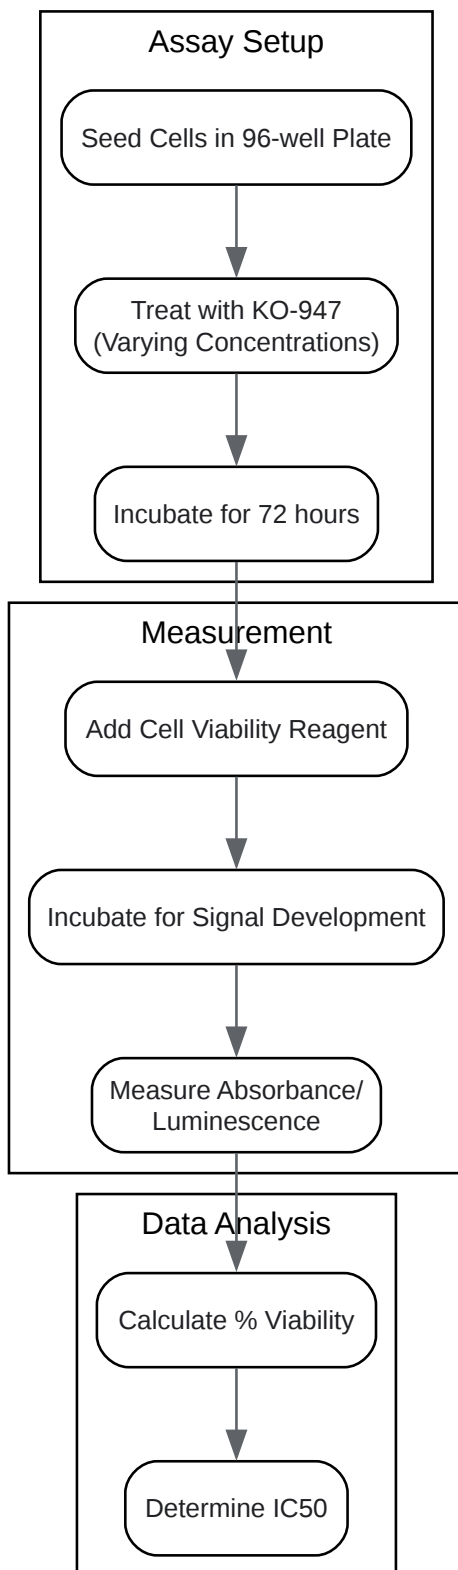 Assay Setup
Seed Cells in 96-well Plate
Treat with KO-947
(Varying Concentrations)
Incubate for 72 hours
Measurement
Add Cell Viability Reagent
Incubate for Signal Development
Measure Absorbance/
Luminescence
Data Analysis
Calculate % Viability
Determine IC50